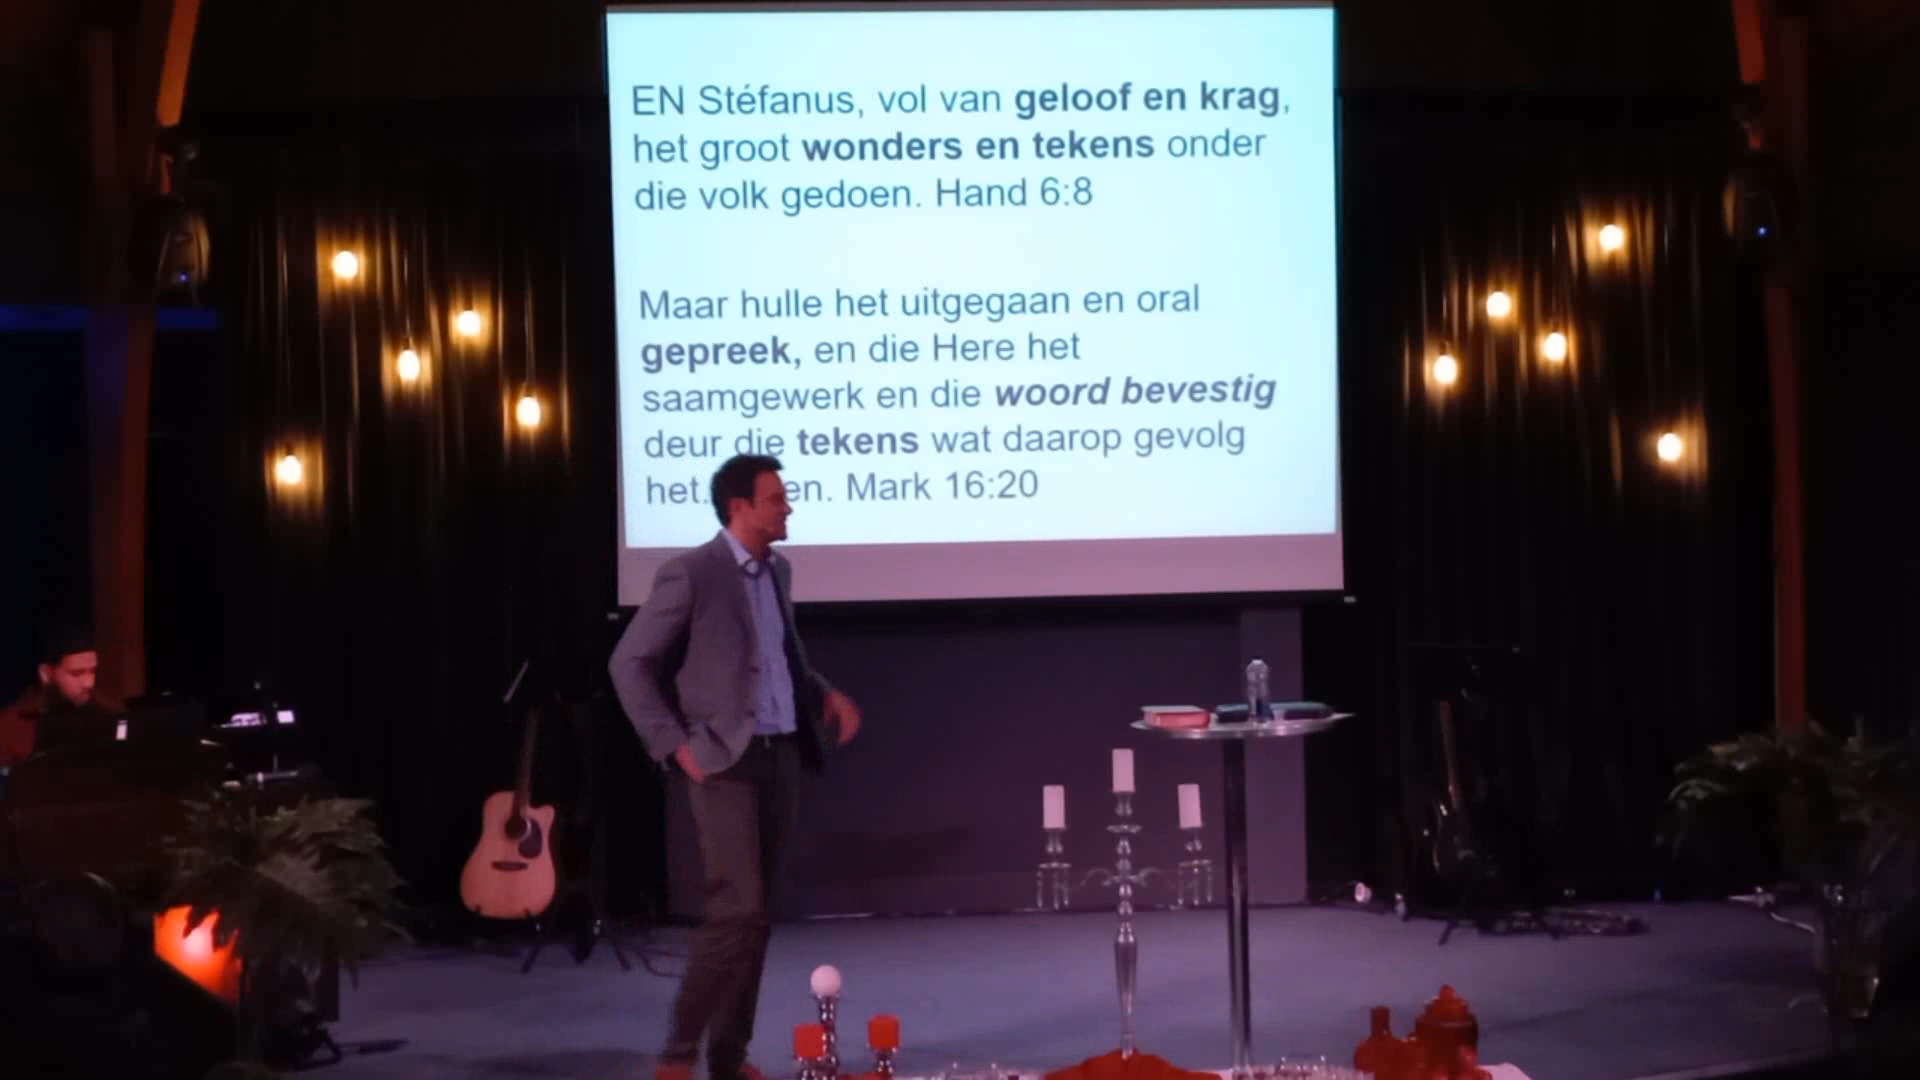 EN Stéfanus, vol van geloof en krag,
het groot wonders en tekens onder
die volk gedoen. Hand 6:8
Maar hulle het uitgegaan en oral
gepreek, en die Here het
saamgewerk en die woord bevestig
deur die tekens wat daarop gevolg
het. Mark 16:20